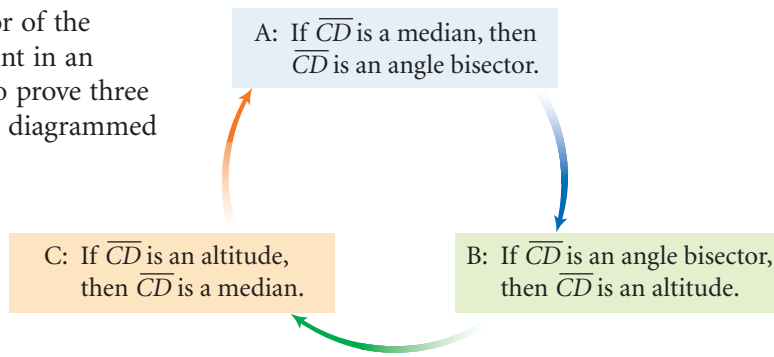 or of the
nt in an
o prove three
diagrammed
A: If CD is a median, then
CD is an angle bisector.
C: If CD is an altitude,
then CD is a median.
B: If CD is an angle bisector,
then CD is an altitude.